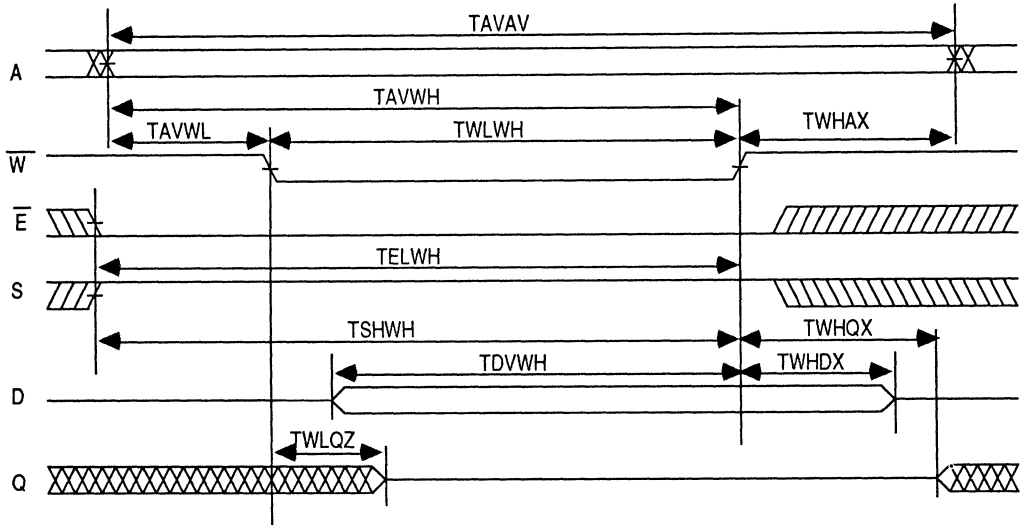 TAVAV
A
TAVWH
TAVWL TWLWH TWHAX
W̅
E̅
TELWH
S
TSHWH TWHQX
TDVWH TWHDX
D
TWLQZ
Q